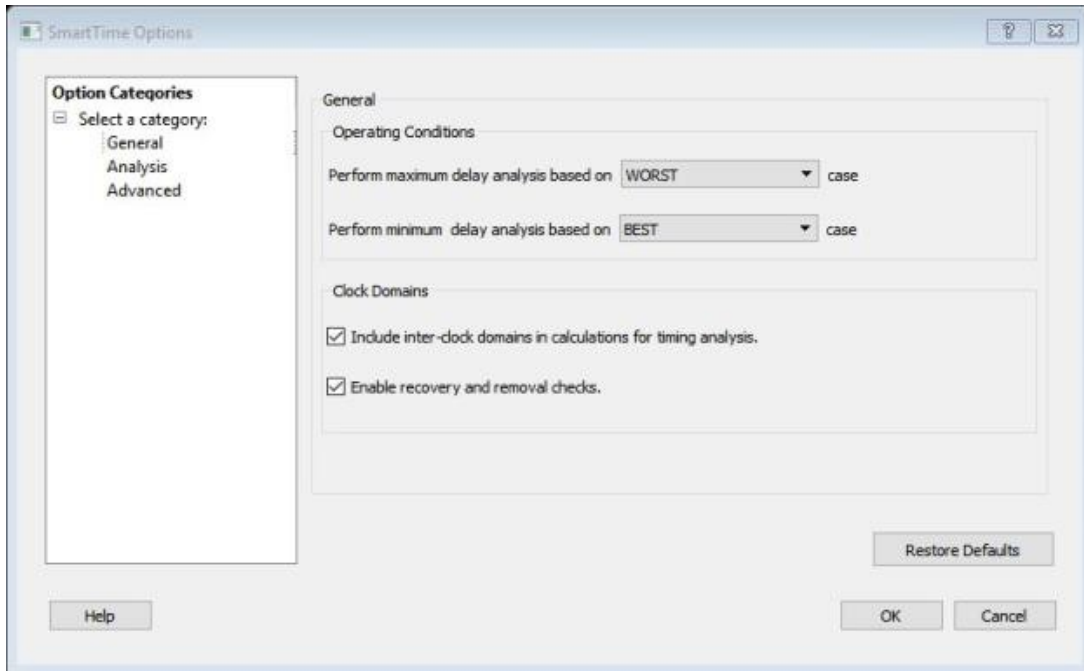 SmartTime Options
Option Categories
Select a category:
General
Analysis
Advanced
General
Operating Conditions
Perform maximum delay analysis based on WORST case
Perform minimum delay analysis based on BEST case
Clock Domains
Include inter-clock domains in calculations for timing analysis.
Enable recovery and removal checks.
Restore Defaults
Help OK Cancel